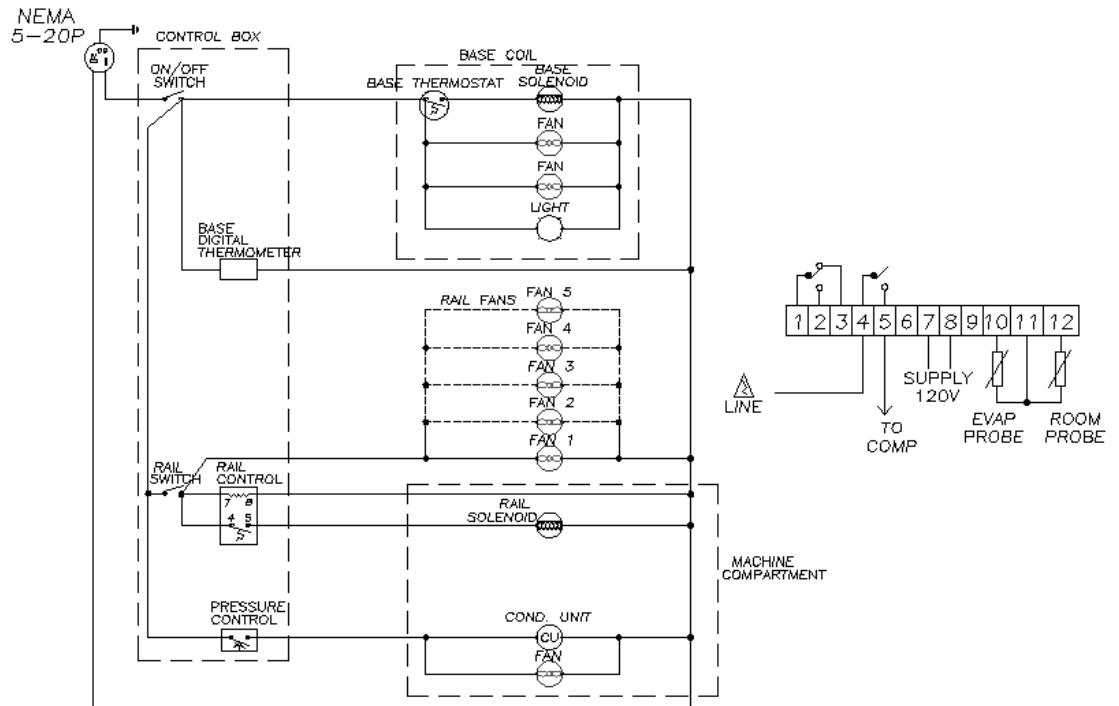 NEMA
5-20P
CONTROL BOX
ON/OFF
SWITCH
BASE COIL
BASE THERMOSTAT
BASE
SOLENOID
FAN
FAN
LIGHT
BASE
DIGITAL
THERMOMETER
RAIL FANS
FAN 5
FAN 4
FAN 3
FAN 2
FAN 1
RAIL
SWITCH
RAIL
CONTROL
7 8
4 5
RAIL
SOLENOID
MACHINE
COMPARTMENT
PRESSURE
CONTROL
COND. UNIT
CU
FAN
1 2 3 4 5 6 7 8 9 10 11 12
LINE
SUPPLY
120V
TO
COMP
EVAP
PROBE
ROOM
PROBE